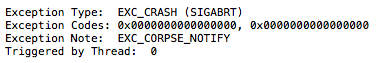 Exception Type:  EXC_CRASH (SIGABRT)
Exception Codes: 0x0000000000000000, 0x0000000000000000
Exception Note:  EXC_CORPSE_NOTIFY
Triggered by Thread:  0